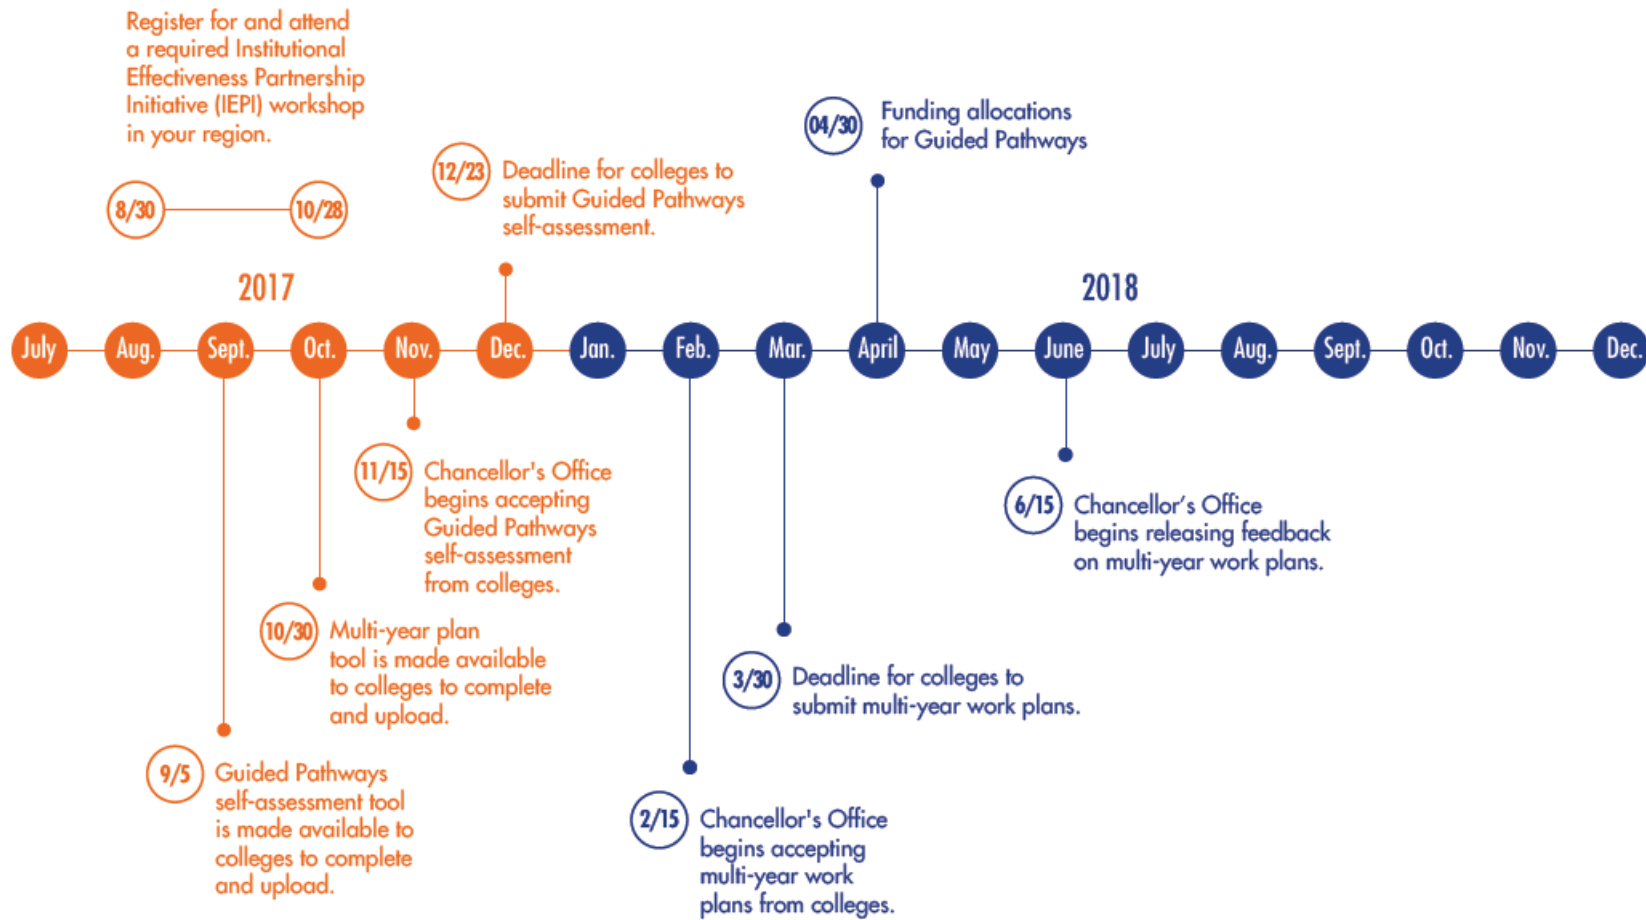 Register for and attend
a required Institutional
Effectiveness Partnership
Initiative (IEPI) workshop
in your region.
8/30
10/28
12/23
Deadline for colleges to
submit Guided Pathways
self-assessment.
04/30
Funding allocations
for Guided Pathways
2017
2018
July
Aug.
Sept.
Oct.
Nov.
Dec.
Jan.
Feb.
Mar.
April
May
June
July
Aug.
Sept.
Oct.
Nov.
Dec.
11/15
Chancellor's Office
begins accepting
Guided Pathways
self-assessment
from colleges.
6/15
Chancellor’s Office
begins releasing feedback
on multi-year work plans.
10/30
Multi-year plan
tool is made available
to colleges to complete
and upload.
3/30
Deadline for colleges to
submit multi-year work plans.
9/5
Guided Pathways
self-assessment tool
is made available to
colleges to complete
and upload.
2/15
Chancellor's Office
begins accepting
multi-year work
plans from colleges.